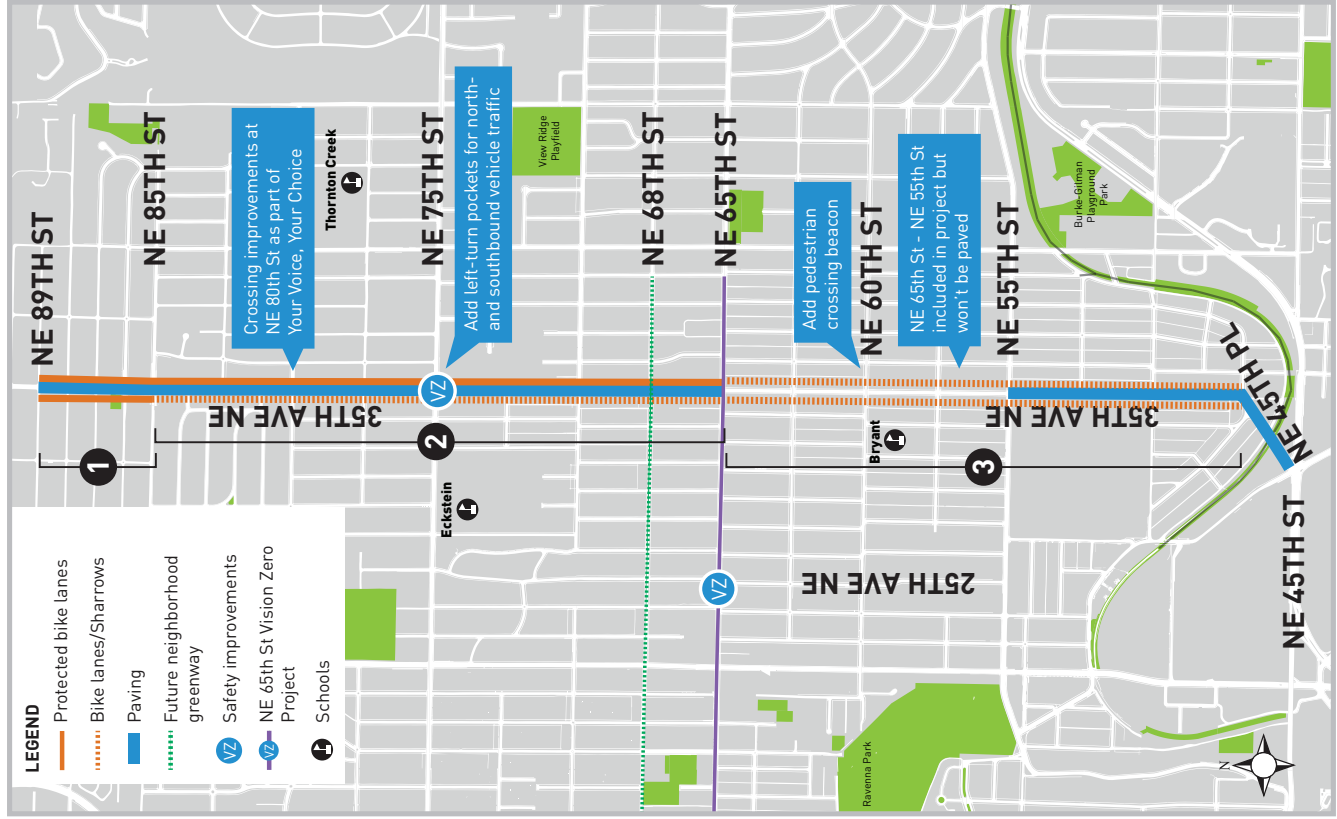 LEGEND
Protected bike lanes
Bike lanes/Sharrows
Paving
Future neighborhood
greenway
VZ
Safety improvements
VZ
NE 65th St Vision Zero
Project
Schools
NE 89TH ST
1
NE 85TH ST
Crossing improvements at
NE 80th St as part of
Your Voice, Your Choice
Thornton Creek
35TH AVE NE
NE 75TH ST
VZ
2
Add left-turn pockets for north-
and southbound vehicle traffic
Eckstein
View Ridge
Playfield
NE 68TH ST
NE 65TH ST
VZ
Add pedestrian
crossing beacon
NE 60TH ST
Bryant
25TH AVE NE
NE 65th St - NE 55th St
included in project but
won't be paved
3
NE 55TH ST
35TH AVE NE
Ravenna Park
Burke-Gilman
Playground
Park
NE 45TH PL
NE 45TH ST
N